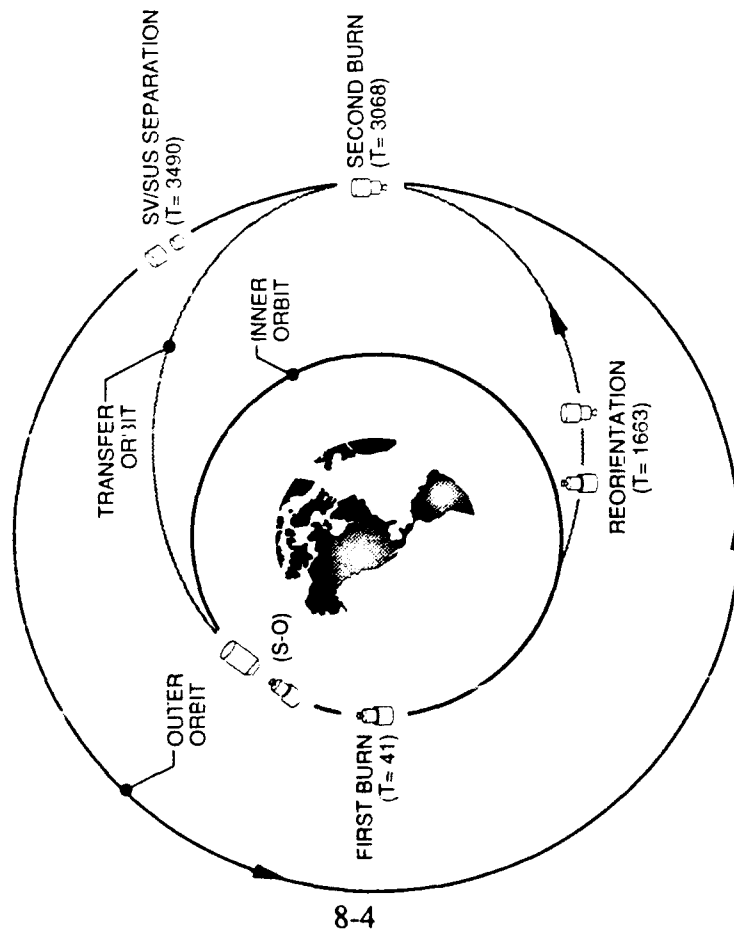 SV/SUS SEPARATION
(T= 3490)
SECOND BURN
(T= 3068)
TRANSFER
ORBIT
INNER
ORBIT
REORIENTATION
(T= 1663)
(S-O)
OUTER
ORBIT
FIRST BURN
(T= 41)
8-4